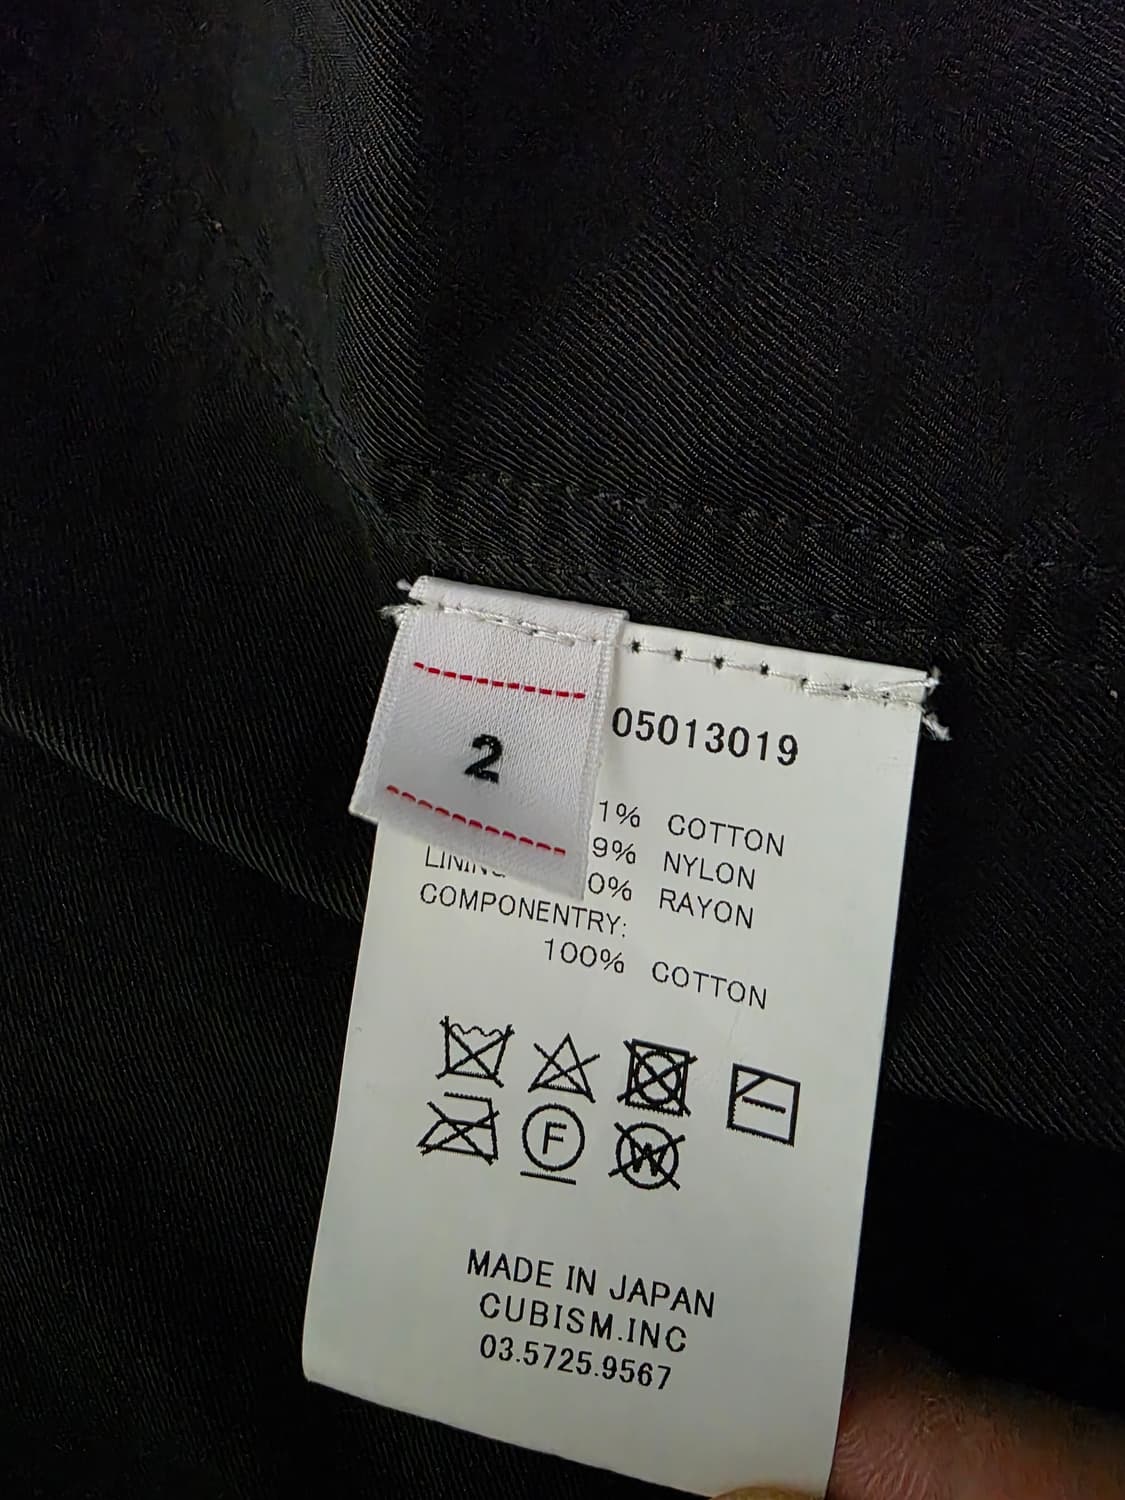 2
05013019
1% COTTON
9% NYLON
0% RAYON
COMPONENTRY:
100% COTTON
F
W
MADE IN JAPAN
CUBISM.INC
03.5725.9567